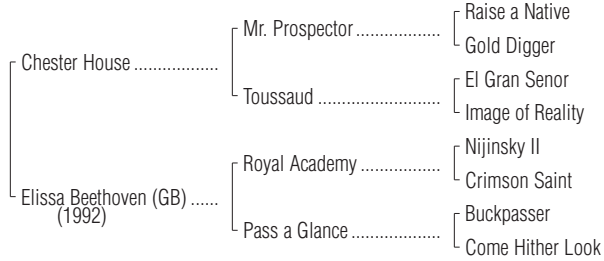 Raise a Native
Mr. Prospector ..................
Gold Digger
Chester House ..................
El Gran Senor
Toussaud ..........................
Image of Reality
Nijinsky II
Royal Academy .................
Crimson Saint
Elissa Beethoven (GB) ......
(1992)
Buckpasser
Pass a Glance ...................
Come Hither Look